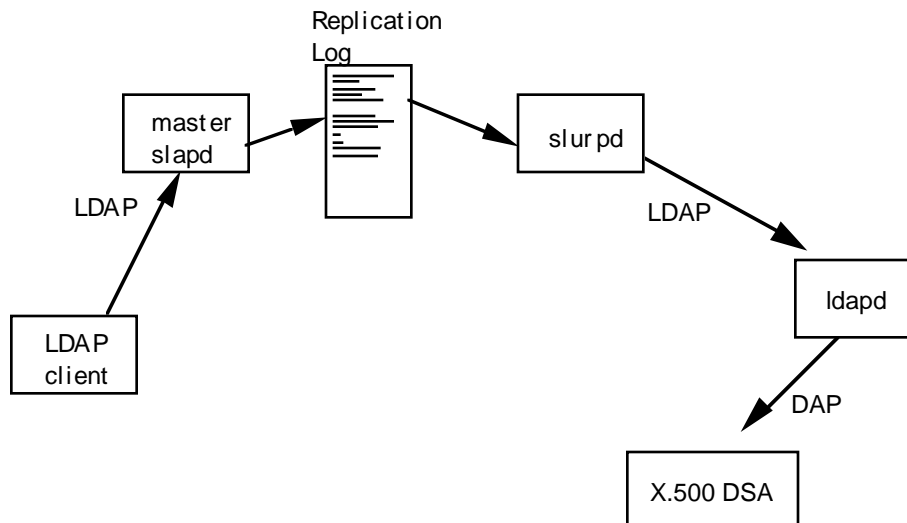 Replication
Log
master
slapd
slurpd
LDAP
LDAP
ldapd
LDAP
client
DAP
X.500 DSA